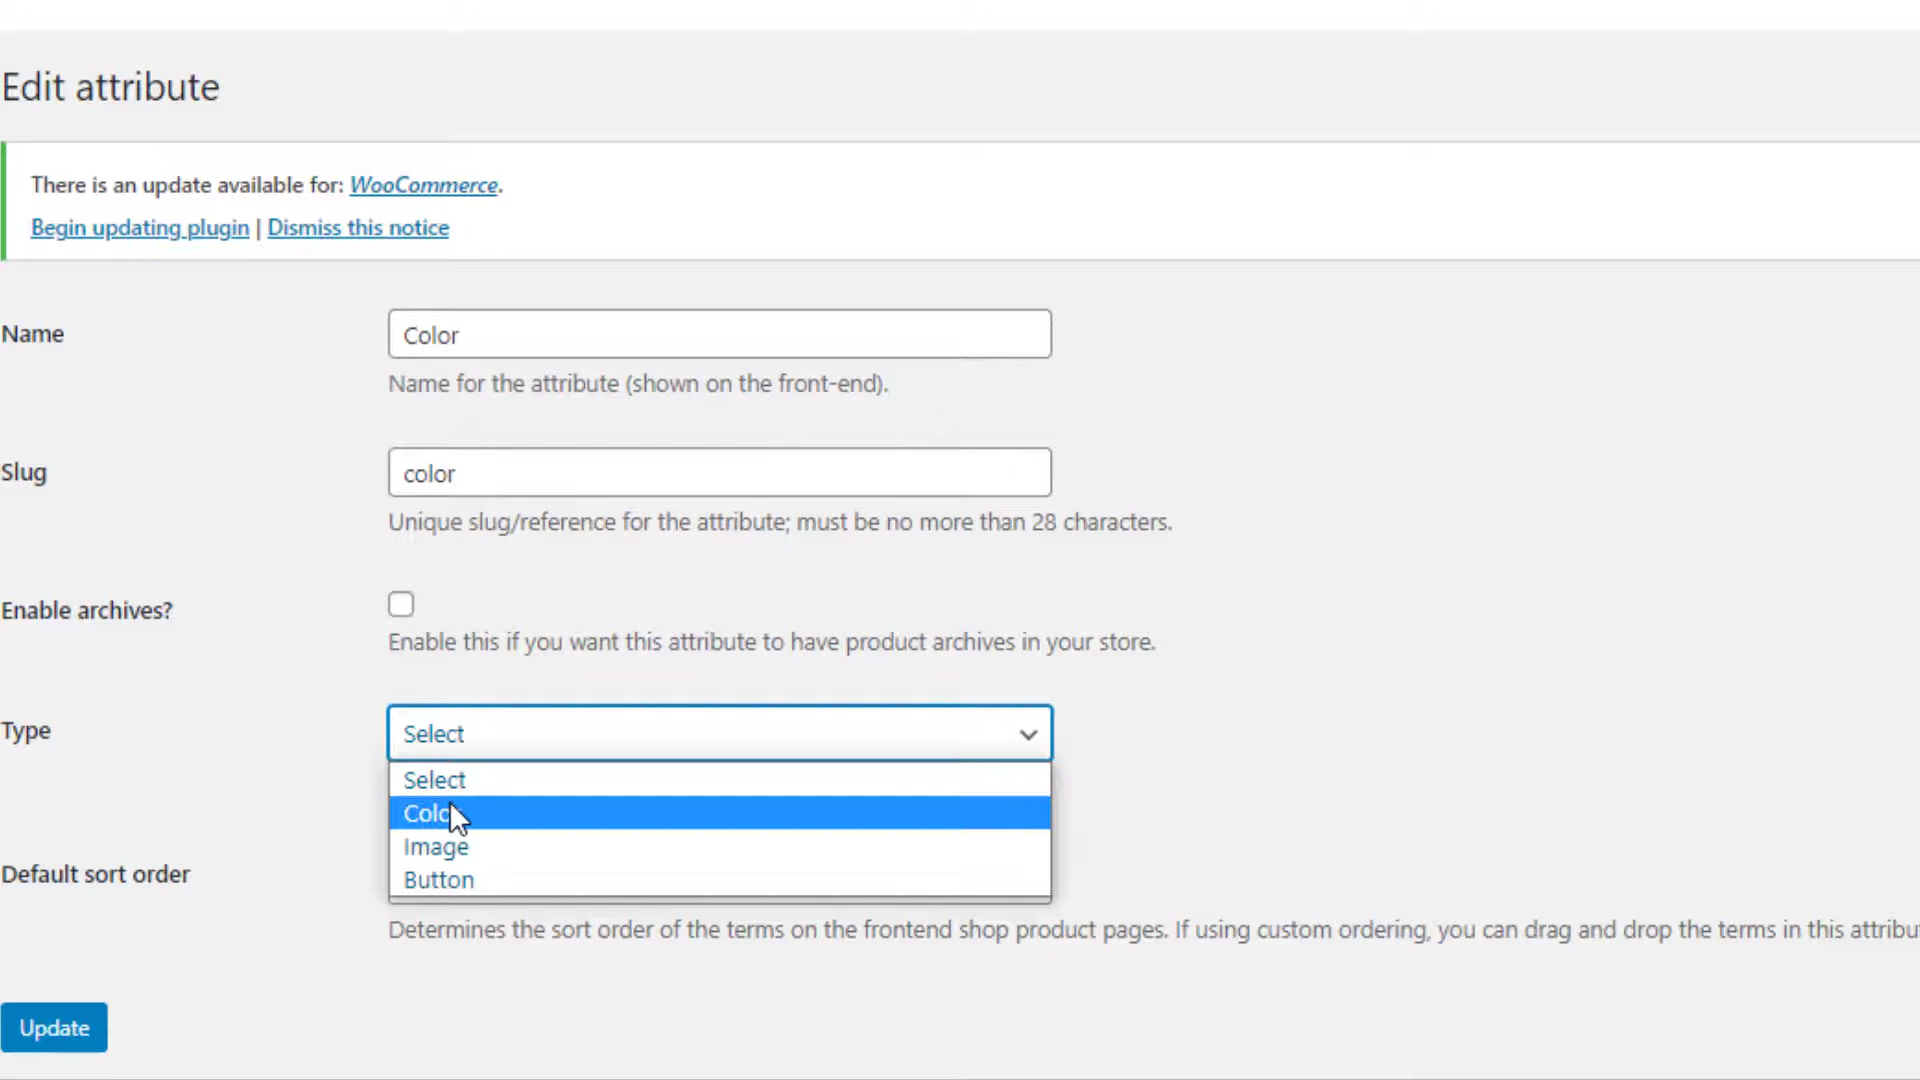 Edit attribute
There is an update available for: WooCommerce.
Begin updating plugin | Dismiss this notice
Name
Color
Name for the attribute (shown on the front-end).
Slug
color
Unique slug/reference for the attribute; must be no more than 28 characters.
Enable archives?
Enable this if you want this attribute to have product archives in your store.
Type
Select
Select
Color
Image
Button
Default sort order
Determines the sort order of the terms on the frontend shop product pages. If using custom ordering, you can drag and drop the terms in this
Update